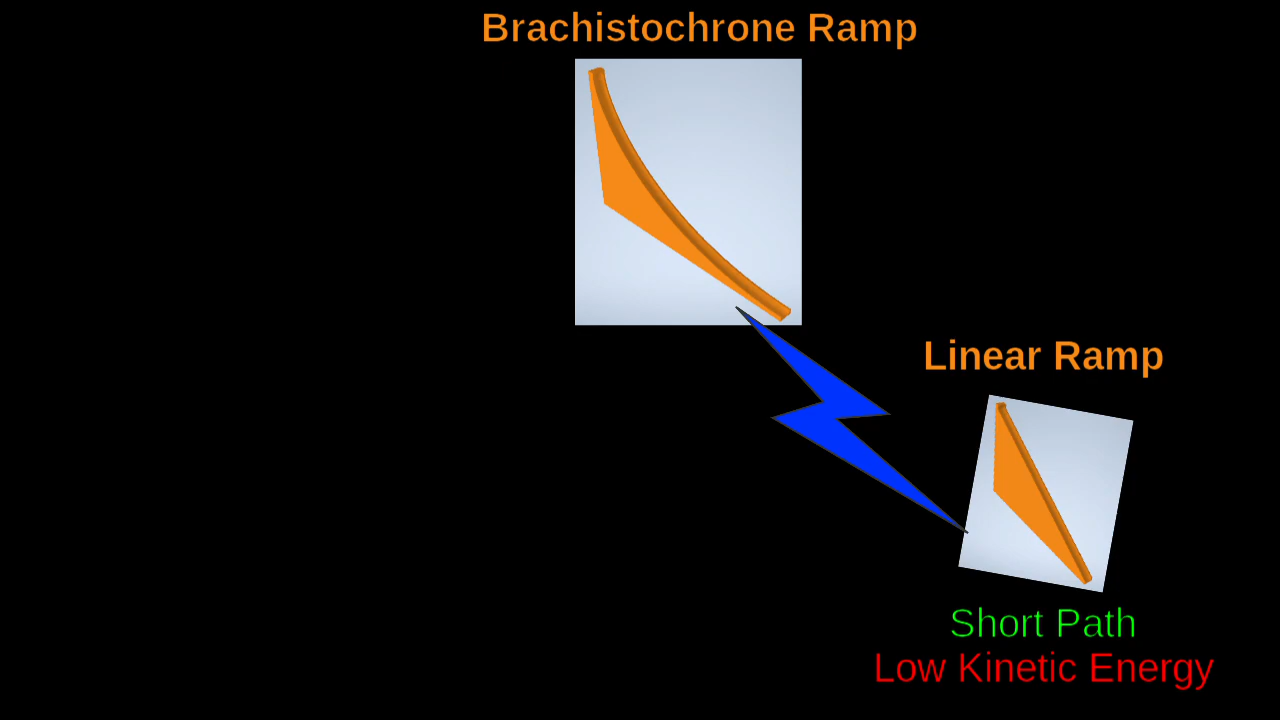 Brachistochrone Ramp
Linear Ramp
Short Path
Low Kinetic Energy